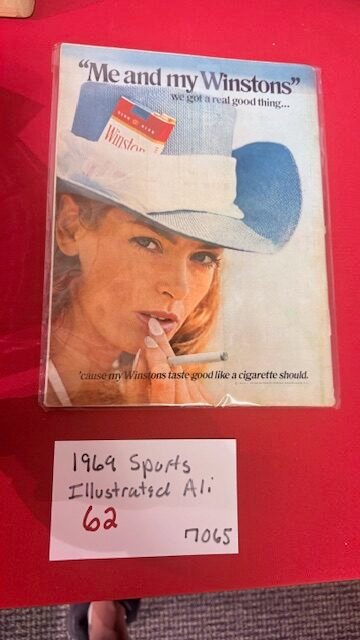 “Me and my Winstons”
we got a real good thing...
Winston
'cause my Winstons taste good like a cigarette should.
1969 Sports
Illustrated Ali
62
7065